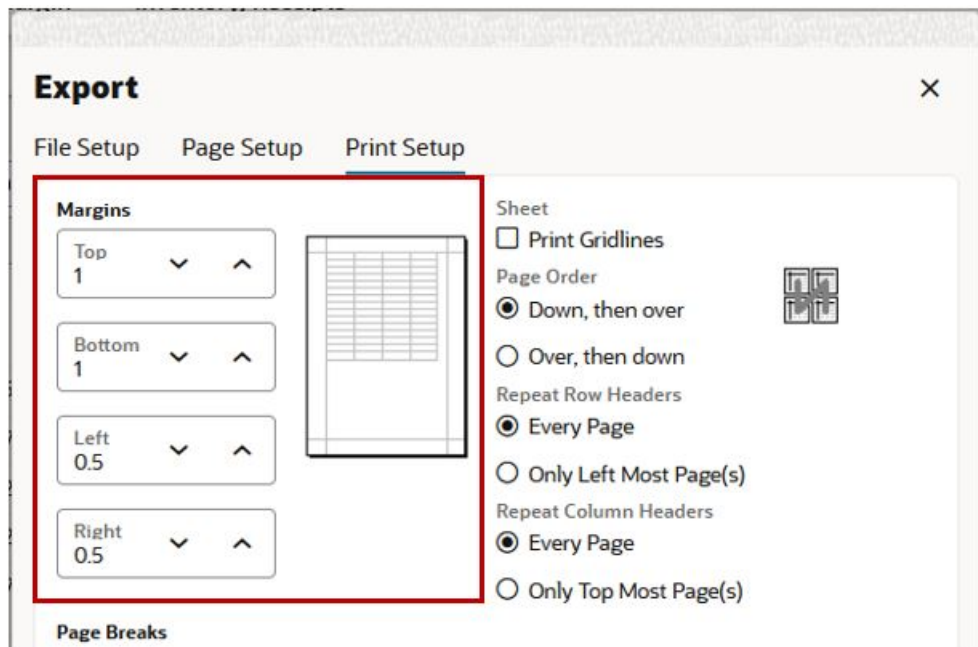 Export
File Setup Page Setup Print Setup
Margins
Top
1
Bottom
1
Left
0.5
Right
0.5
Sheet
Print Gridlines
Page Order
Down, then over
Over, then down
Repeat Row Headers
Every Page
Only Left Most Page(s)
Repeat Column Headers
Every Page
Only Top Most Page(s)
Page Breaks